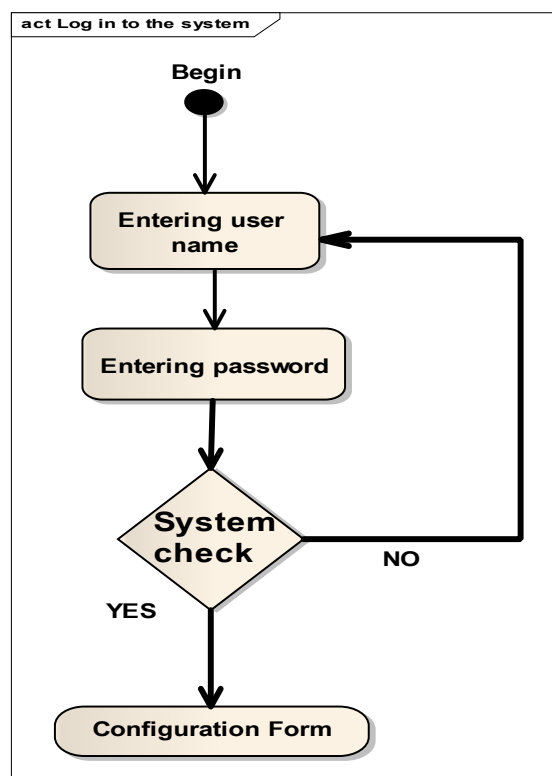 act Log in to the system
Begin
Entering user
name
Entering password
System
check
NO
YES
Configuration Form